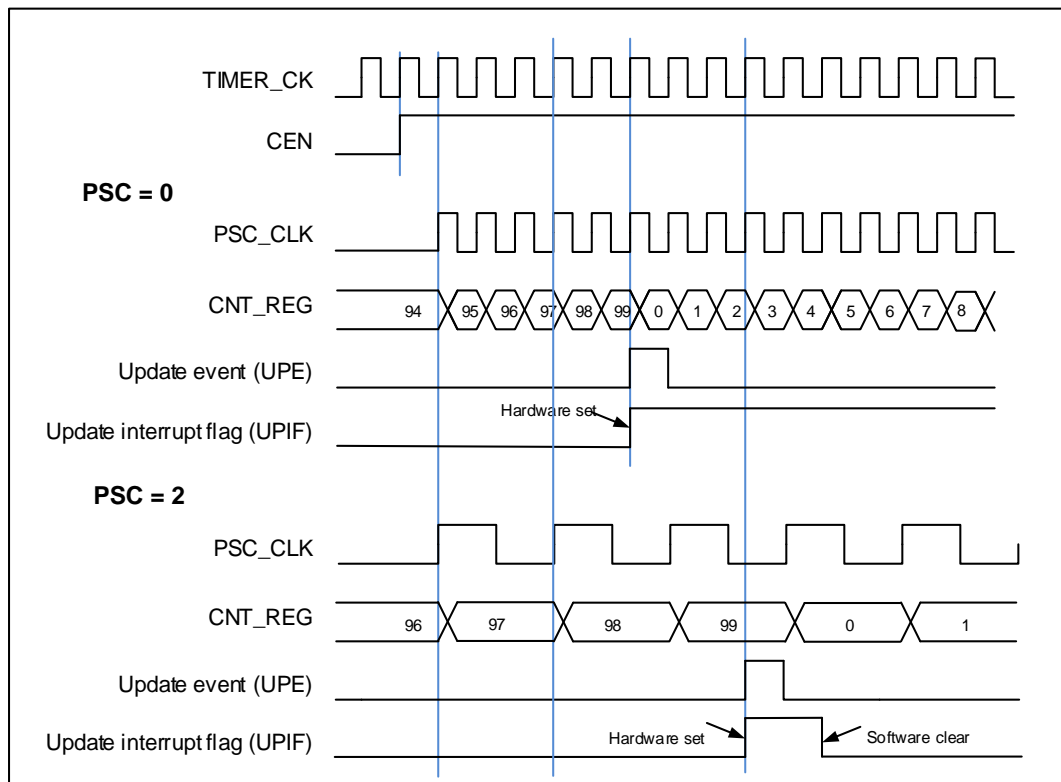 TIMER_CK
CEN
PSC = 0
PSC_CLK
CNT_REG 94 95 96 97 98 99 0 1 2 3 4 5 6 7 8
Update event (UPE)
Hardware set
Update interrupt flag (UPIF)
PSC = 2
PSC_CLK
CNT_REG 96 97 98 99 0 1
Update event (UPE)
Update interrupt flag (UPIF) Hardware set Software clear